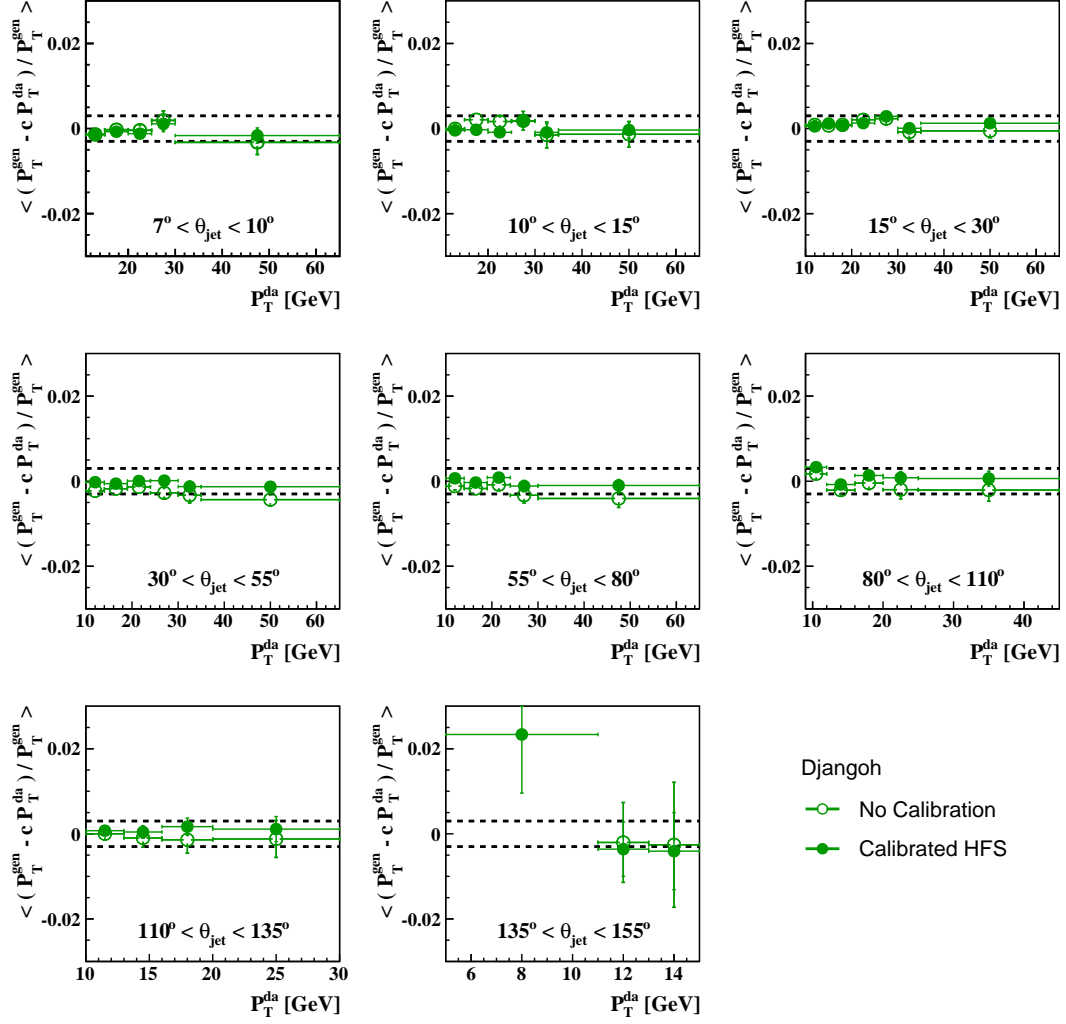 < ( P_T^gen - c P_T^da ) / P_T^gen >
0.02
0
-0.02
7° < θ_jet < 10°
20 30 40 50 60
P_T^da [GeV]
< ( P_T^gen - c P_T^da ) / P_T^gen >
0.02
0
-0.02
10° < θ_jet < 15°
20 30 40 50 60
P_T^da [GeV]
< ( P_T^gen - c P_T^da ) / P_T^gen >
0.02
0
-0.02
15° < θ_jet < 30°
10 20 30 40 50 60
P_T^da [GeV]
< ( P_T^gen - c P_T^da ) / P_T^gen >
0.02
0
-0.02
30° < θ_jet < 55°
10 20 30 40 50 60
P_T^da [GeV]
< ( P_T^gen - c P_T^da ) / P_T^gen >
0.02
0
-0.02
55° < θ_jet < 80°
10 20 30 40 50 60
P_T^da [GeV]
< ( P_T^gen - c P_T^da ) / P_T^gen >
0.02
0
-0.02
80° < θ_jet < 110°
10 20 30 40
P_T^da [GeV]
< ( P_T^gen - c P_T^da ) / P_T^gen >
0.02
0
-0.02
110° < θ_jet < 135°
10 15 20 25 30
P_T^da [GeV]
< ( P_T^gen - c P_T^da ) / P_T^gen >
0.02
0
-0.02
135° < θ_jet < 155°
6 8 10 12 14
P_T^da [GeV]
Djangoh
No Calibration
Calibrated HFS